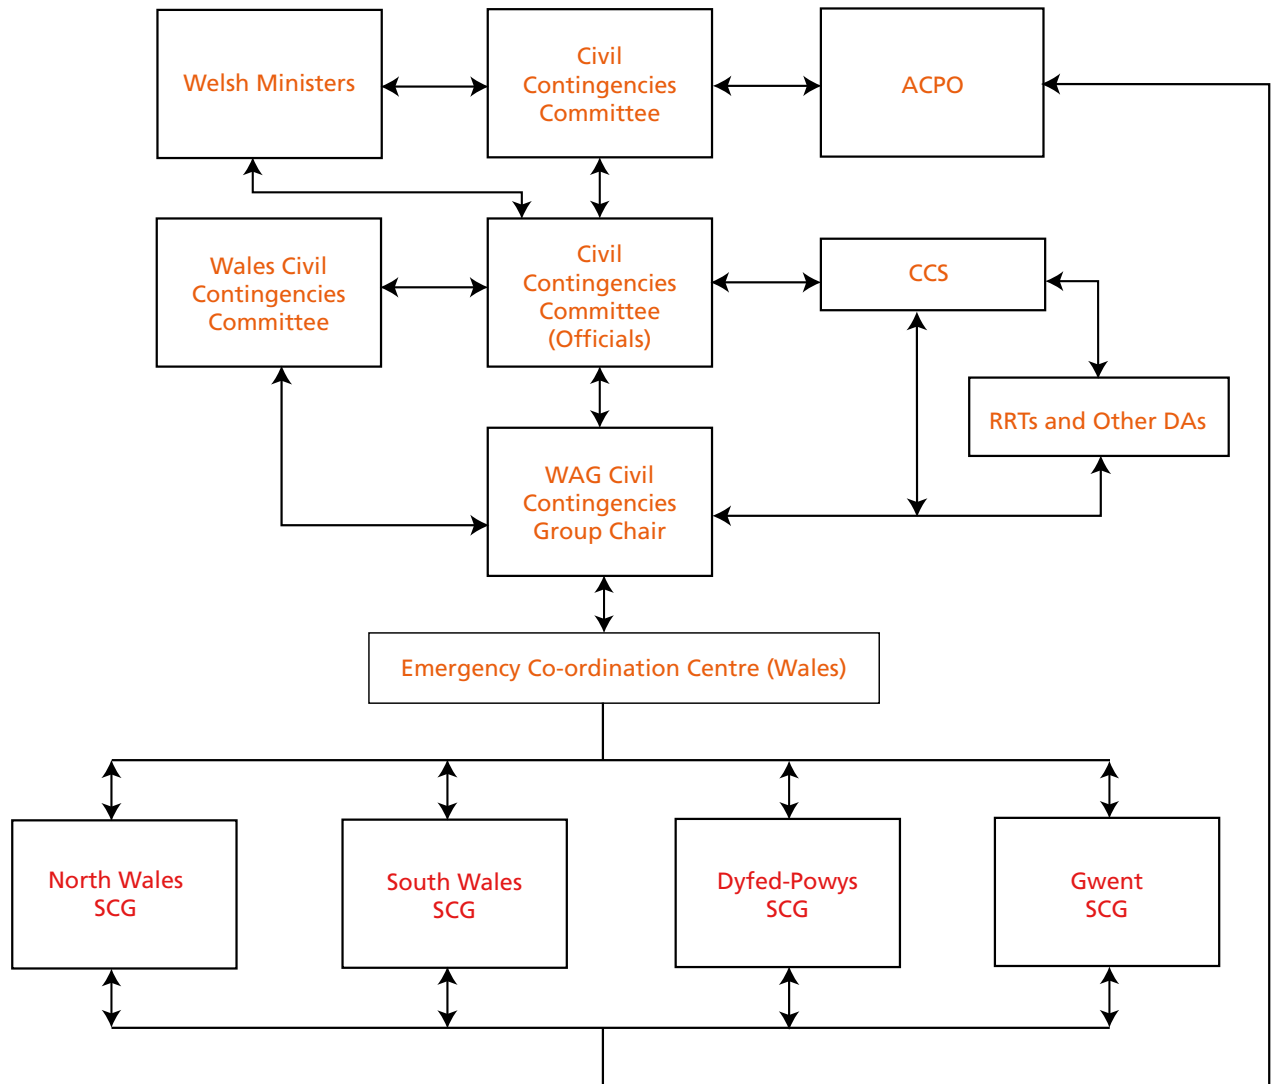 Welsh Ministers
Civil
Contingencies
Committee
ACPO
Wales Civil
Contingencies
Committee
Civil
Contingencies
Committee
(Officials)
CCS
RRTs and Other DAs
WAG Civil
Contingencies
Group Chair
Emergency Co-ordination Centre (Wales)
North Wales
SCG
South Wales
SCG
Dyfed-Powys
SCG
Gwent
SCG